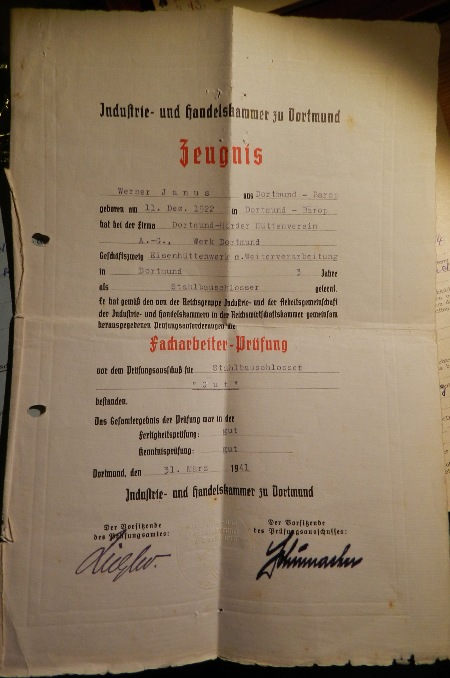 Industrie- und Handelskammer zu Dortmund
Zeugnis
Werner Janus aus Dortmund - Barop
geboren am 11. Dez. 1922 in Dortmund - Barop
hat bei der Firma Dortmund-Hörder Hüttenverein
A.-G., Werk Dortmund
Geschäftszweig Eisenhüttenwerk u. Weiterverarbeitung
in Dortmund 3 Jahre
als Stahlbauschlosser gelernt.
Er hat gemäß den von der Reichsgruppe Industrie und der Arbeitsgemeinschaft
der Industrie- und Handelskammern in der Reichswirtschaftskammer gemeinsam
herausgegebenen Prüfungsanforderungen die
Facharbeiter-Prüfung
vor dem Prüfungsausschuß für Stahlbauschlosser
"Gut"
bestanden.
Das Gesamtergebnis der Prüfung war in der
Fertigkeitsprüfung: gut
Kenntnisprüfung: gut
Dortmund, den 31. März 1941
Industrie- und Handelskammer zu Dortmund
Der Vorsitzende Der Vorsitzende
des Prüfungsamtes: des Prüfungsausschusses:
Ziegler. Schumacher